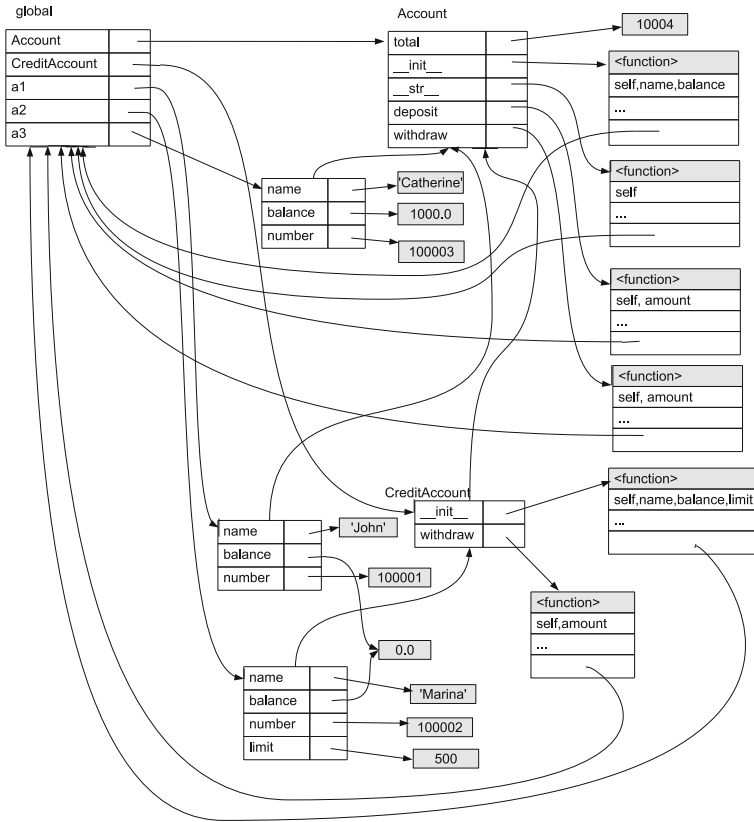 global
Account
CreditAccount
a1
a2
a3
Account
total
__init__
__str_
deposit
withdraw
10004
<function>
self,name,balance
...
<function>
self
...
<function>
self, amount
...
<function>
self, amount
...
name
balance
number
'Catherine'
1000.0
100003
CreditAccount
__init__
withdraw
<function>
self,name,balance,limit
...
<function>
self,amount
...
name
balance
number
'John'
100001
0.0
name
balance
number
limit
'Marina'
100002
500